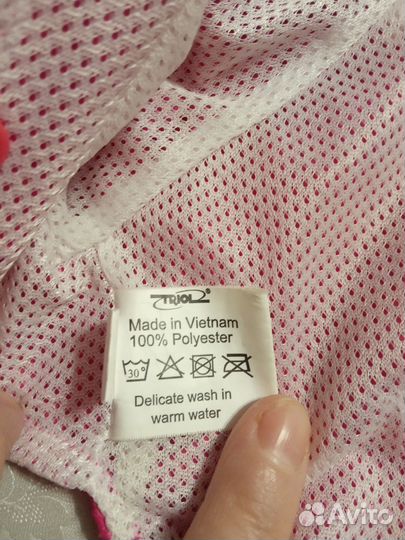 TRIOL
Made in Vietnam
100% Polyester
30°
Delicate wash in
warm water
Avito